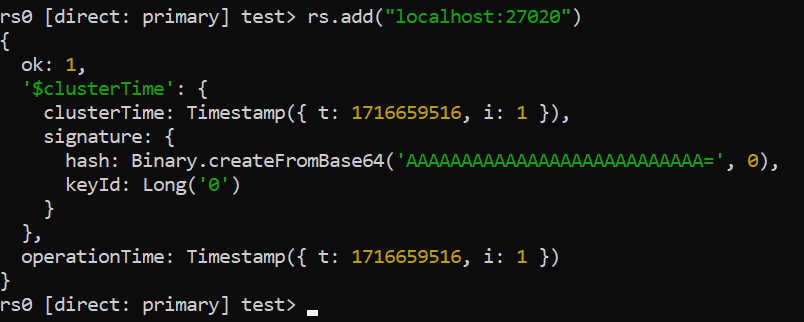 rs0 [direct: primary] test> rs.add("localhost:27020")
{
  ok: 1,
  '$clusterTime': {
    clusterTime: Timestamp({ t: 1716659516, i: 1 }),
    signature: {
      hash: Binary.createFromBase64('AAAAAAAAAAAAAAAAAAAAAAAAAAA=', 0),
      keyId: Long('0')
    }
  },
  operationTime: Timestamp({ t: 1716659516, i: 1 })
}
rs0 [direct: primary] test>